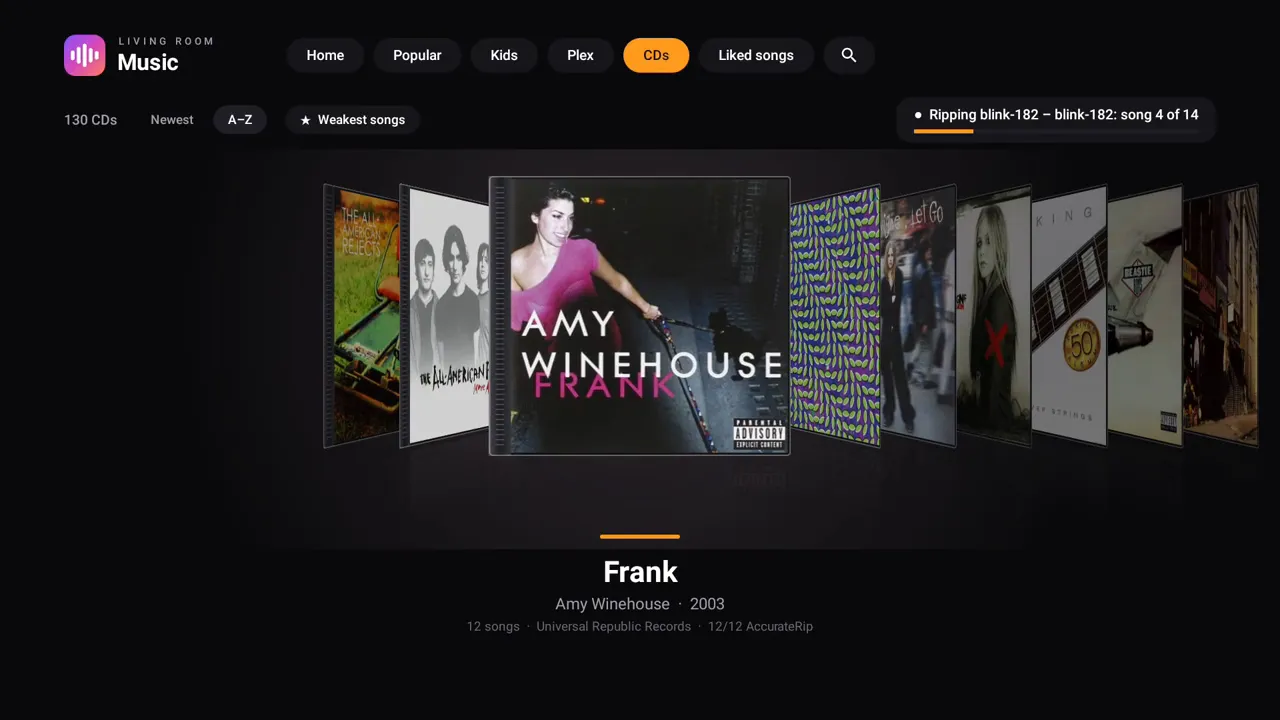 LIVING ROOM
Music
Home
Popular
Kids
Plex
CDs
Liked songs
130 CDs
Newest
A–Z
★ Weakest songs
Ripping blink-182 – blink-182: song 4 of 14
THE ALL-
AMERICAN
REJECTS
THE ALL-AMERICAN
AMY
WINEHOUSE
FRANK
PARENTAL
ADVISORY
EXPLICIT CONTENT
LET GO
KING
50
BEASTIE
Frank
Amy Winehouse · 2003
12 songs · Universal Republic Records · 12/12 AccurateRip